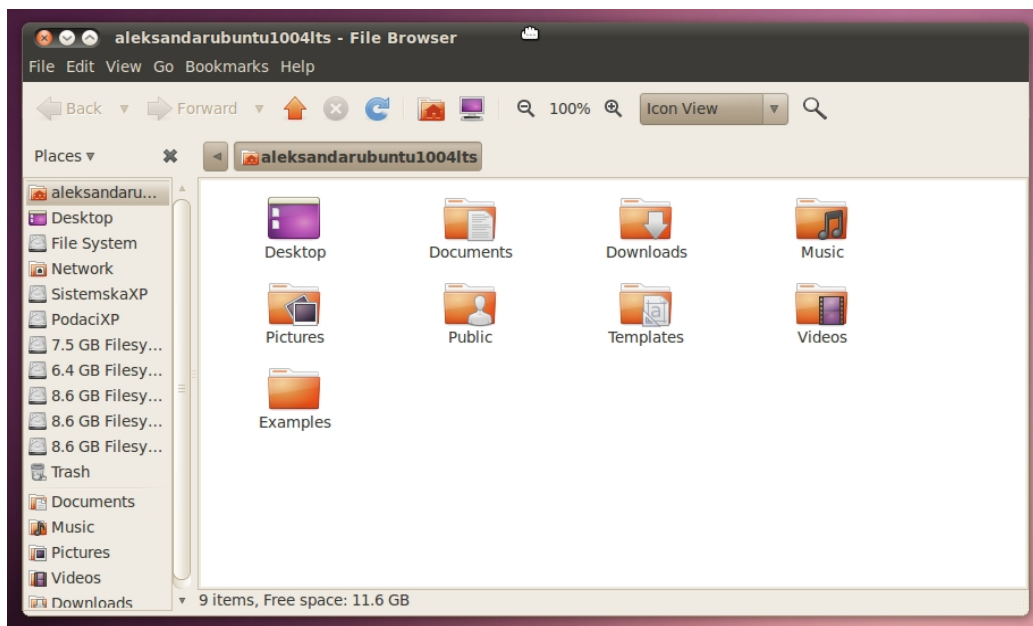 aleksandarubuntu1004lts - File Browser
File Edit View Go Bookmarks Help
Back Forward 100% Icon View
Places
aleksandarubuntu1004lts
aleksandaru...
Desktop
File System
Network
SistemskaXP
PodaciXP
7.5 GB Filesy...
6.4 GB Filesy...
8.6 GB Filesy...
8.6 GB Filesy...
8.6 GB Filesy...
Trash
Documents
Music
Pictures
Videos
Downloads
Desktop Documents Downloads Music
Pictures Public Templates Videos
Examples
9 items, Free space: 11.6 GB